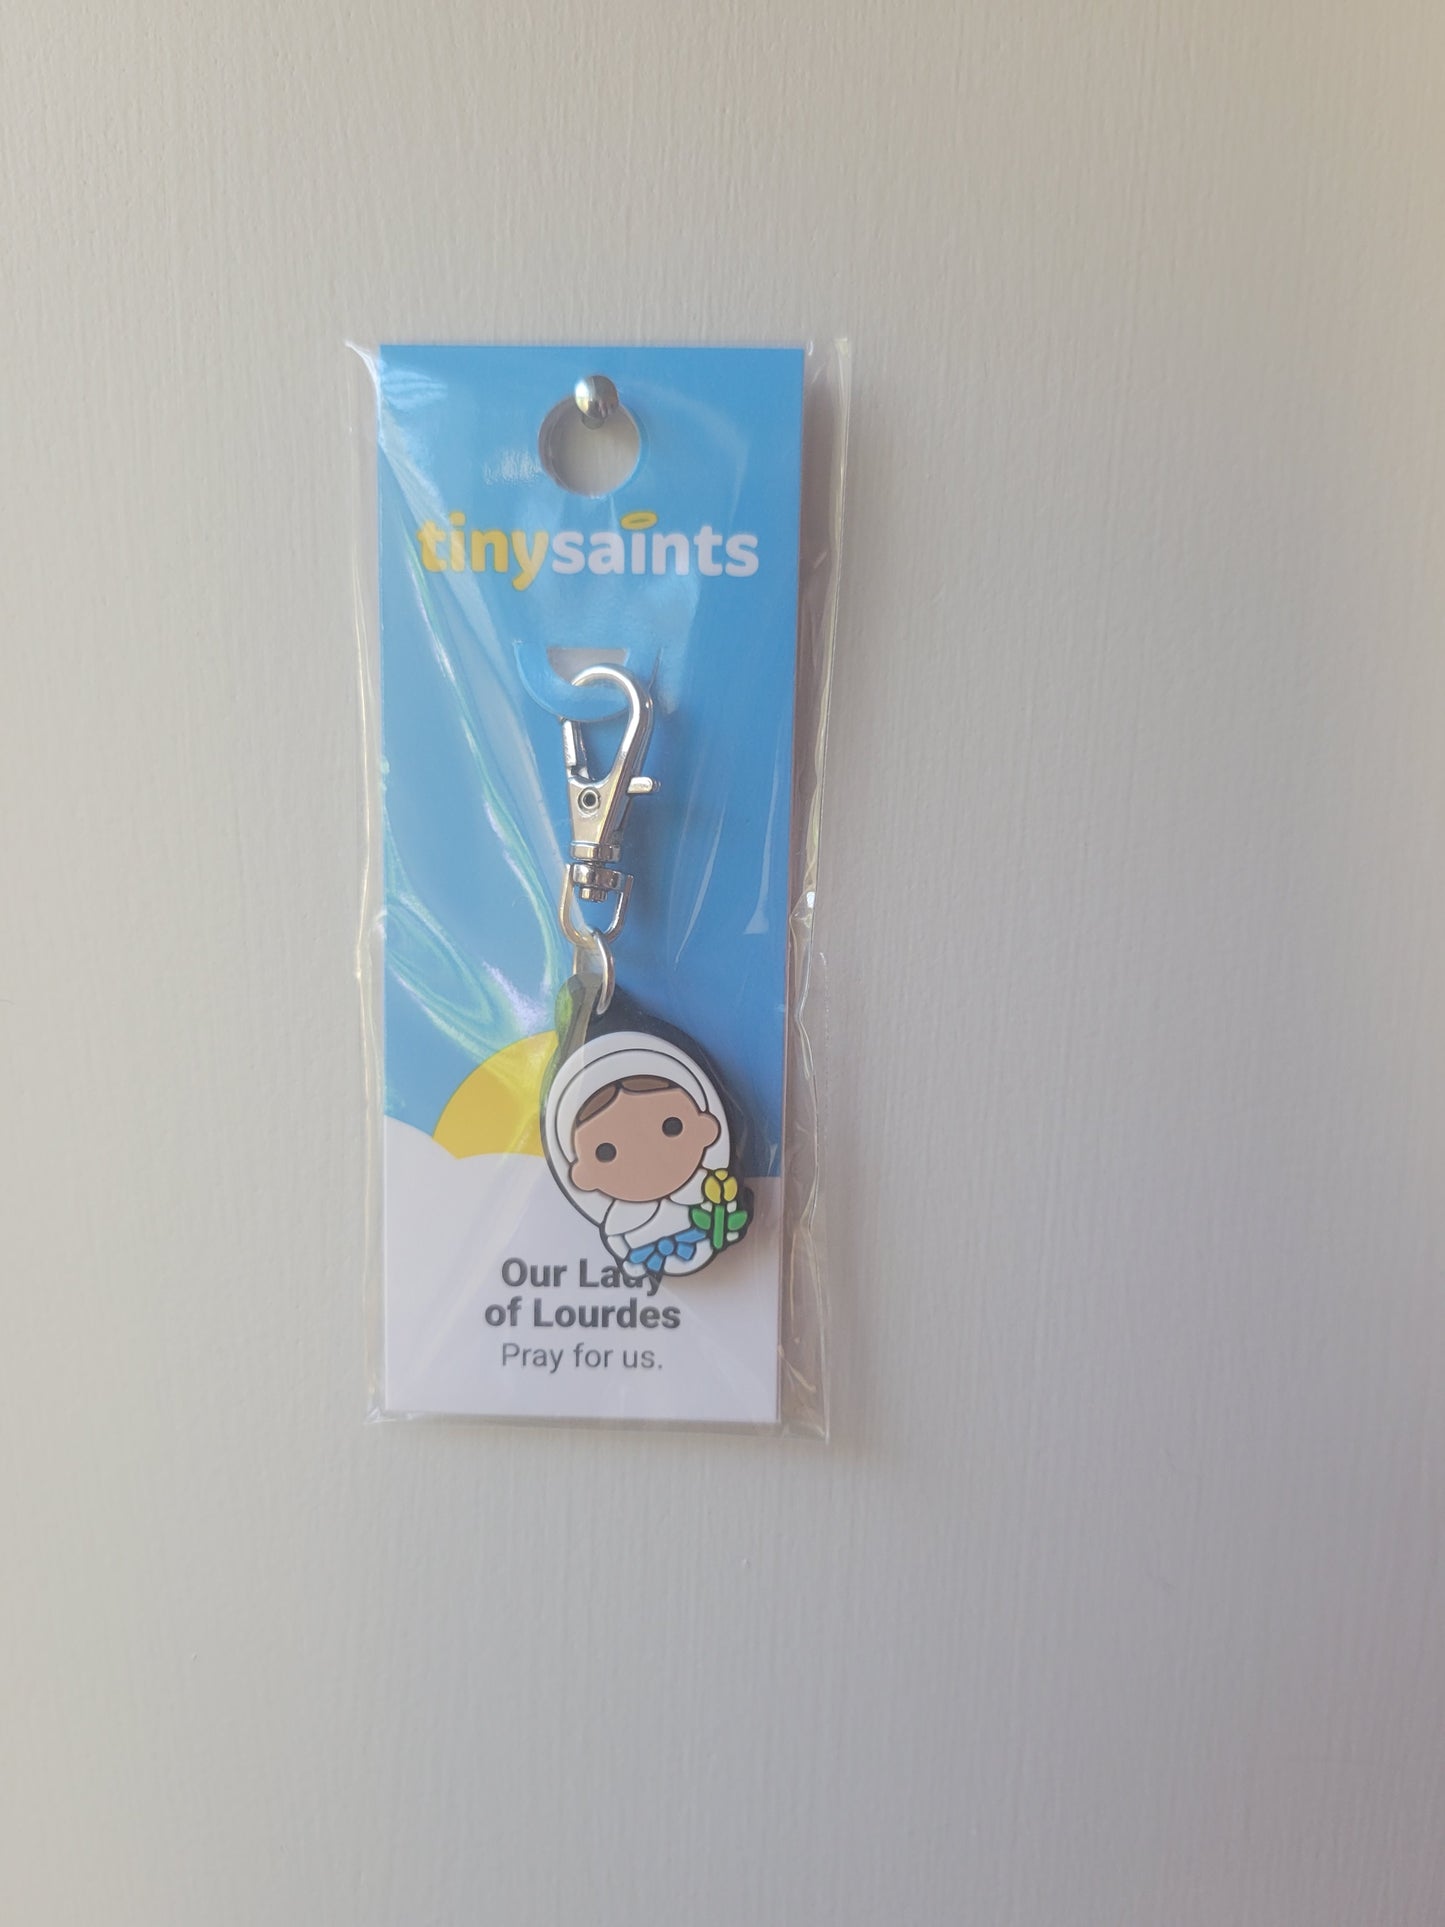 tinysaints
Our Lady
of Lourdes
Pray for us.